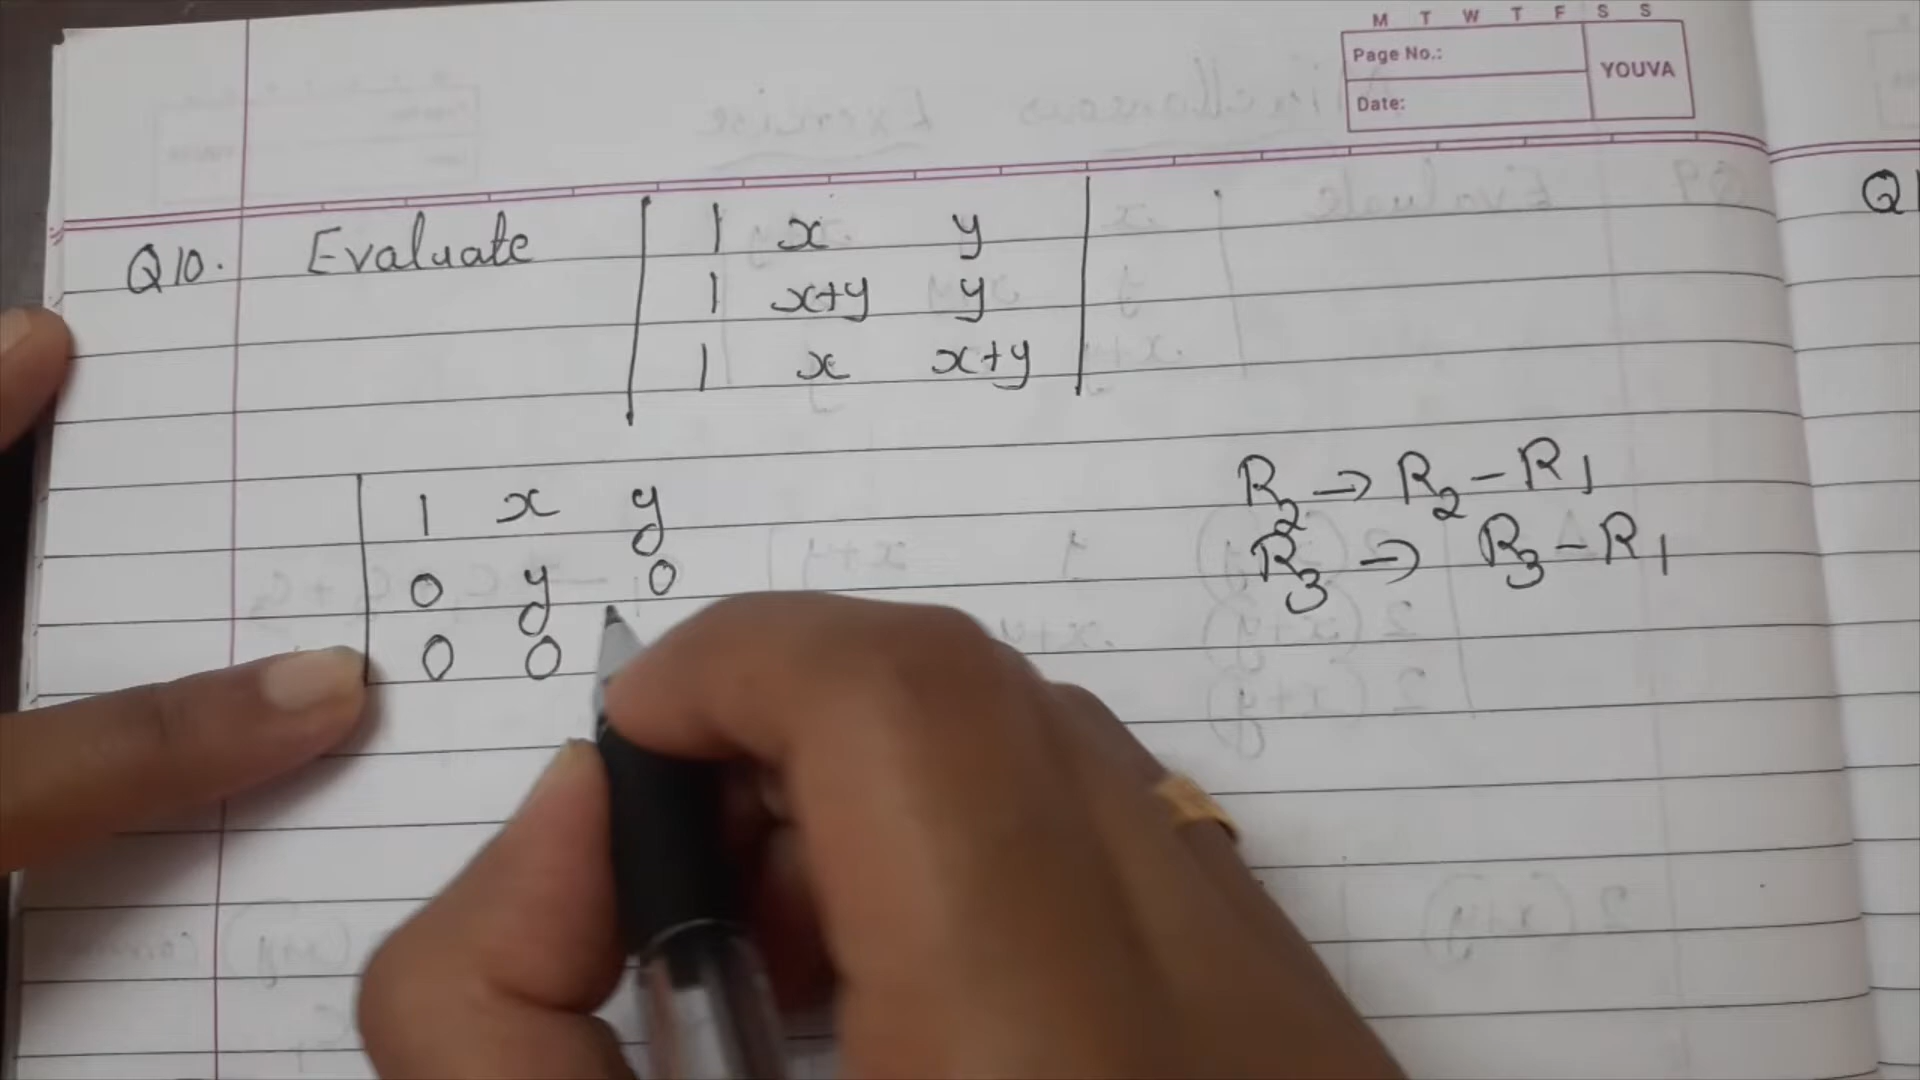 M T W T F S S
Page No.:
YOUVA
Date:
Q10. Evaluate | 1 x y |
1 x+y y
1 x x+y
| 1 x y
0 y 0
0 0
R₂ → R₂ - R₁
R₃ → R₃ - R₁
Q1